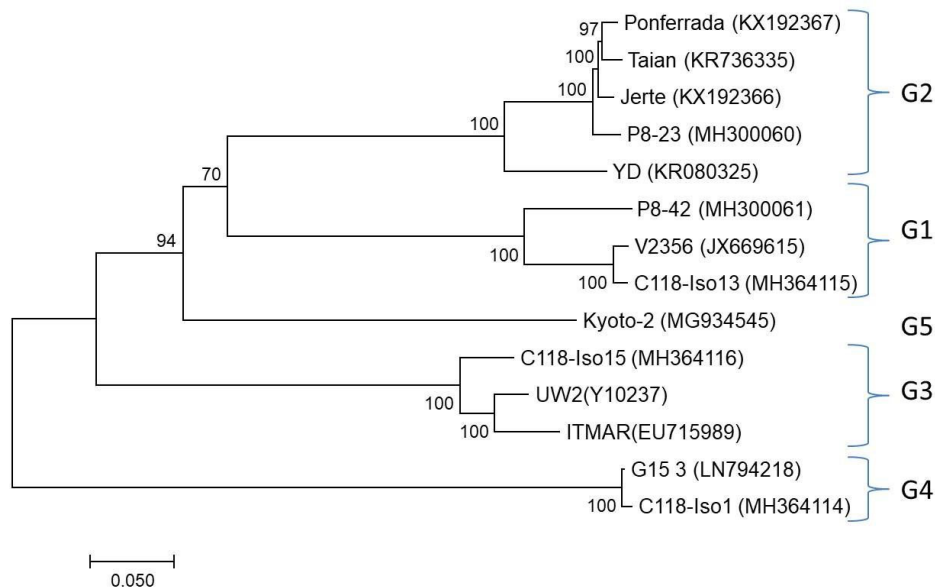 97
Ponferrada (KX192367)
100
Taian (KR736335)
100
Jerte (KX192366)
G2
100
P8-23 (MH300060)
70
YD (KR080325)
P8-42 (MH300061)
G1
94
100
V2356 (JX669615)
100
C118-Iso13 (MH364115)
Kyoto-2 (MG934545)
G5
C118-Iso15 (MH364116)
G3
100
UW2(Y10237)
100
ITMAR(EU715989)
G15 3 (LN794218)
G4
100
C118-Iso1 (MH364114)
0.050